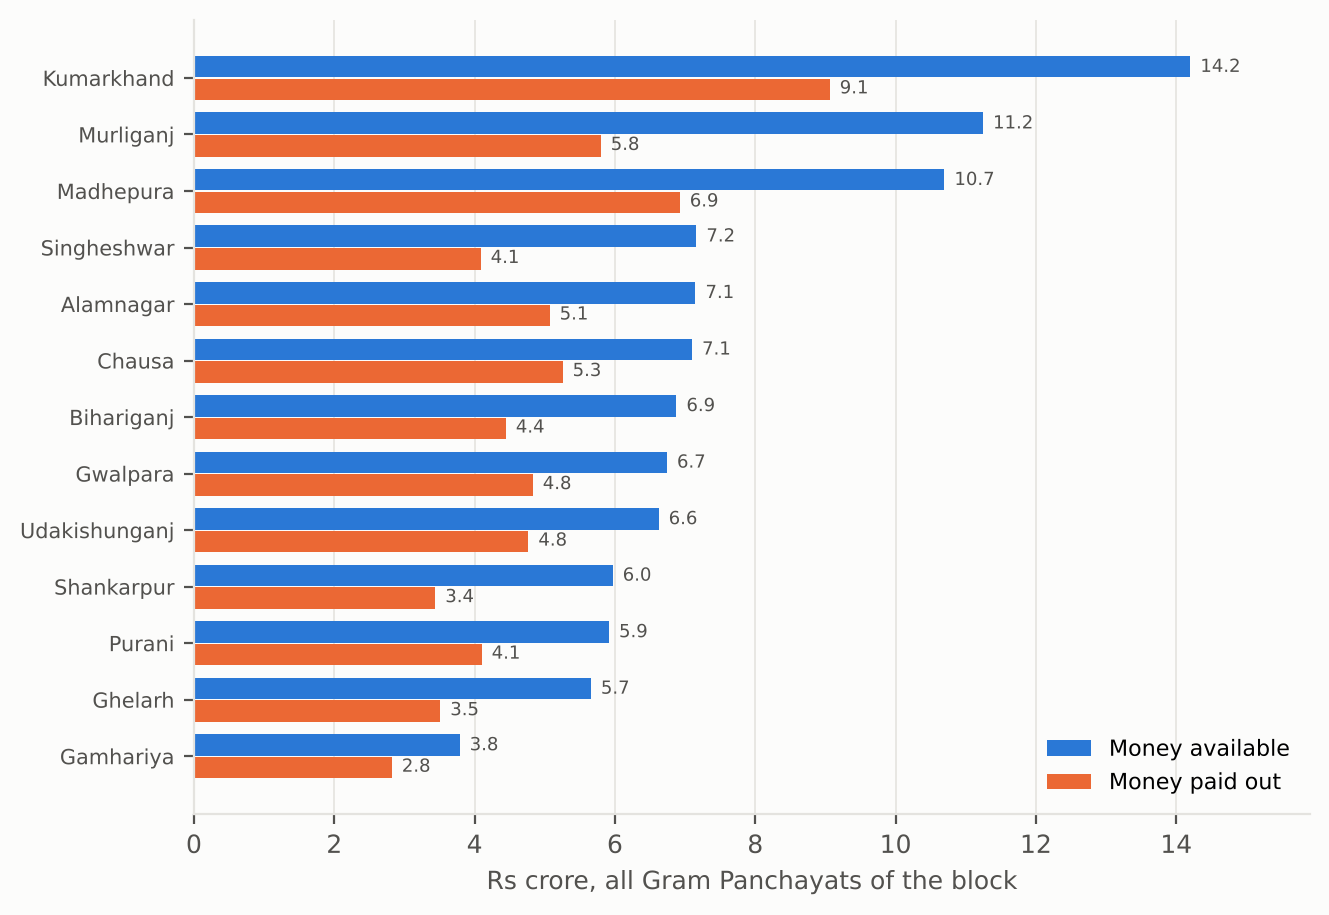 Kumarkhand 14.2
9.1
Murliganj 11.2
5.8
Madhepura 10.7
6.9
Singheshwar 7.2
4.1
Alamnagar 7.1
5.1
Chausa 7.1
5.3
Bihariganj 6.9
4.4
Gwalpara 6.7
4.8
Udakishunganj 6.6
4.8
Shankarpur 6.0
3.4
Purani 5.9
4.1
Ghelarh 5.7
3.5
Gamhariya 3.8
2.8
Money available
Money paid out
0 2 4 6 8 10 12 14
Rs crore, all Gram Panchayats of the block